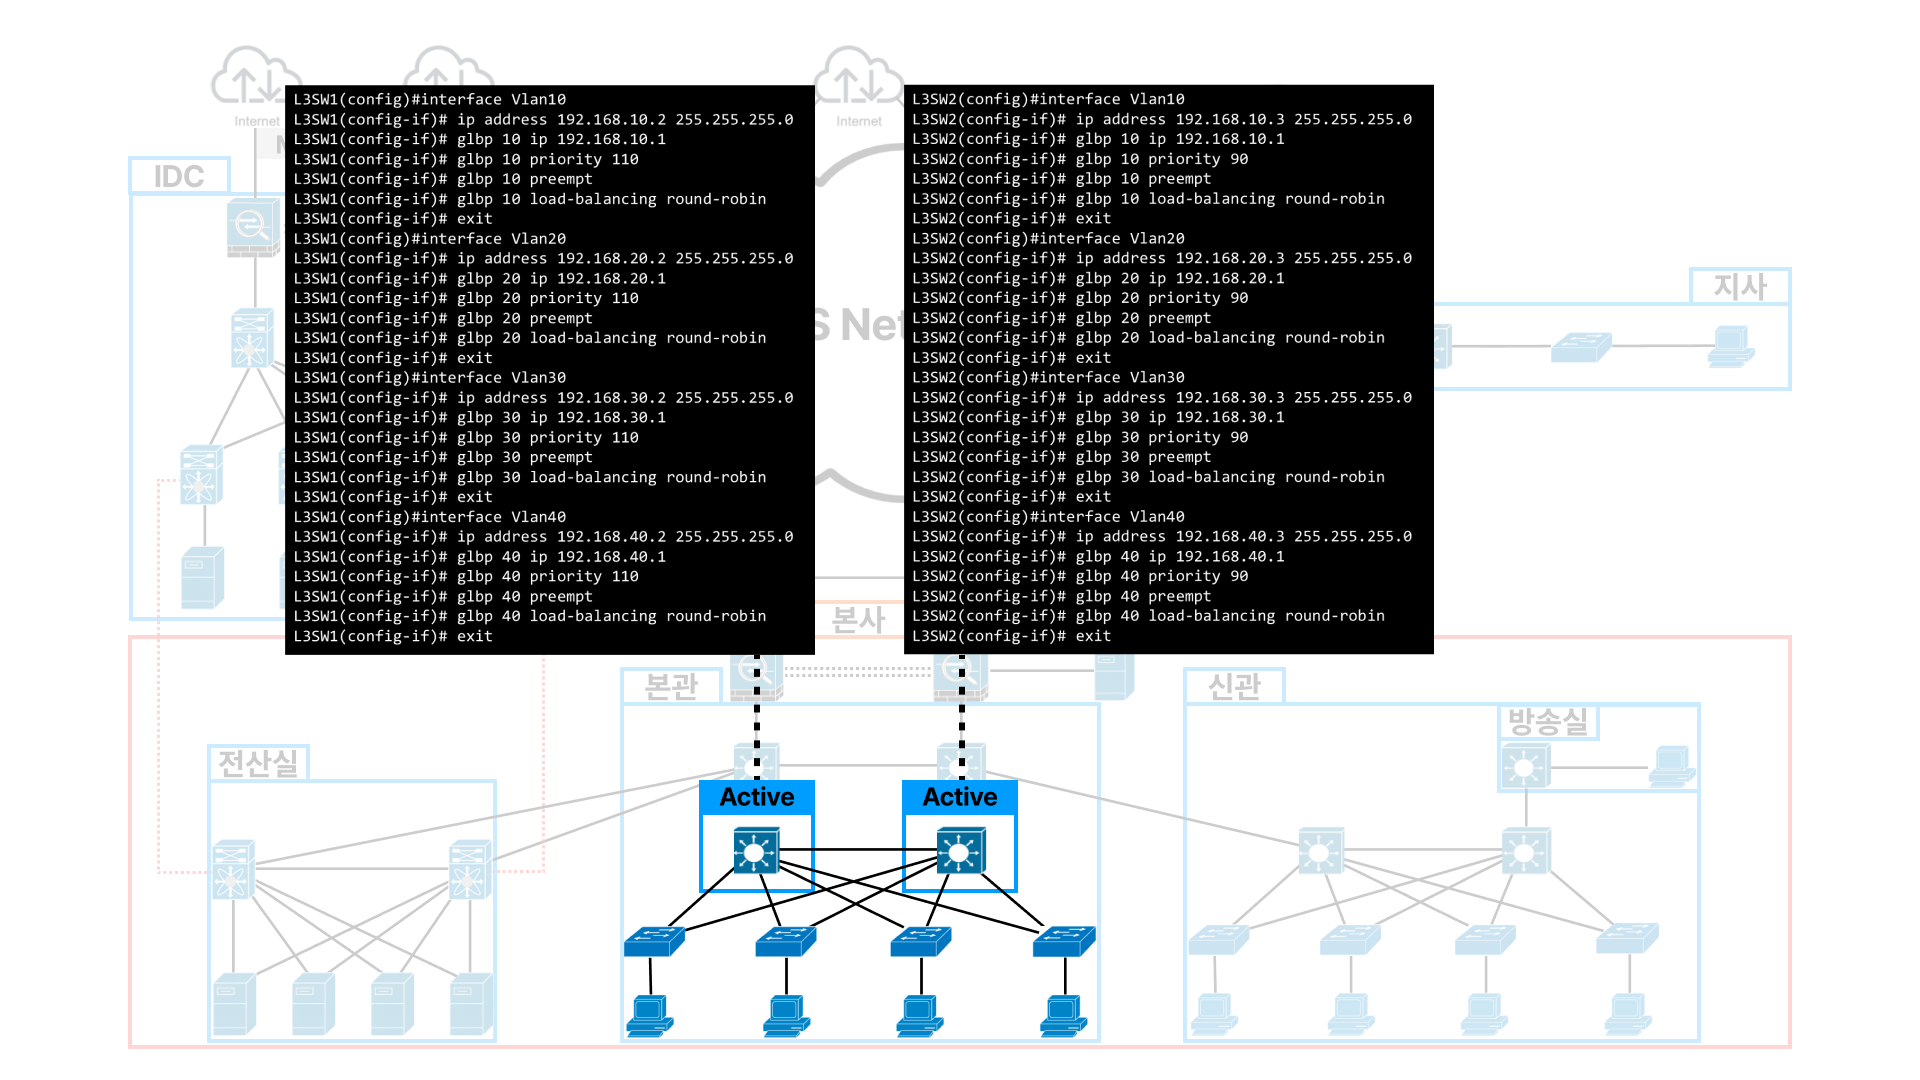 Internet
Internet
IDC
L3SW1(config)#interface Vlan10
L3SW1(config-if)# ip address 192.168.10.2 255.255.255.0
L3SW1(config-if)# glbp 10 ip 192.168.10.1
L3SW1(config-if)# glbp 10 priority 110
L3SW1(config-if)# glbp 10 preempt
L3SW1(config-if)# glbp 10 load-balancing round-robin
L3SW1(config-if)# exit
L3SW1(config)#interface Vlan20
L3SW1(config-if)# ip address 192.168.20.2 255.255.255.0
L3SW1(config-if)# glbp 20 ip 192.168.20.1
L3SW1(config-if)# glbp 20 priority 110
L3SW1(config-if)# glbp 20 preempt
L3SW1(config-if)# glbp 20 load-balancing round-robin
L3SW1(config-if)# exit
L3SW1(config)#interface Vlan30
L3SW1(config-if)# ip address 192.168.30.2 255.255.255.0
L3SW1(config-if)# glbp 30 ip 192.168.30.1
L3SW1(config-if)# glbp 30 priority 110
L3SW1(config-if)# glbp 30 preempt
L3SW1(config-if)# glbp 30 load-balancing round-robin
L3SW1(config-if)# exit
L3SW1(config)#interface Vlan40
L3SW1(config-if)# ip address 192.168.40.2 255.255.255.0
L3SW1(config-if)# glbp 40 ip 192.168.40.1
L3SW1(config-if)# glbp 40 priority 110
L3SW1(config-if)# glbp 40 preempt
L3SW1(config-if)# glbp 40 load-balancing round-robin
L3SW1(config-if)# exit
L3SW2(config)#interface Vlan10
L3SW2(config-if)# ip address 192.168.10.3 255.255.255.0
L3SW2(config-if)# glbp 10 ip 192.168.10.1
L3SW2(config-if)# glbp 10 priority 90
L3SW2(config-if)# glbp 10 preempt
L3SW2(config-if)# glbp 10 load-balancing round-robin
L3SW2(config-if)# exit
L3SW2(config)#interface Vlan20
L3SW2(config-if)# ip address 192.168.20.3 255.255.255.0
L3SW2(config-if)# glbp 20 ip 192.168.20.1
L3SW2(config-if)# glbp 20 priority 90
L3SW2(config-if)# glbp 20 preempt
L3SW2(config-if)# glbp 20 load-balancing round-robin
L3SW2(config-if)# exit
L3SW2(config)#interface Vlan30
L3SW2(config-if)# ip address 192.168.30.3 255.255.255.0
L3SW2(config-if)# glbp 30 ip 192.168.30.1
L3SW2(config-if)# glbp 30 priority 90
L3SW2(config-if)# glbp 30 preempt
L3SW2(config-if)# glbp 30 load-balancing round-robin
L3SW2(config-if)# exit
L3SW2(config)#interface Vlan40
L3SW2(config-if)# ip address 192.168.40.3 255.255.255.0
L3SW2(config-if)# glbp 40 ip 192.168.40.1
L3SW2(config-if)# glbp 40 priority 90
L3SW2(config-if)# glbp 40 preempt
L3SW2(config-if)# glbp 40 load-balancing round-robin
L3SW2(config-if)# exit
지사
본사
본관
신관
방송실
전산실
Active
Active